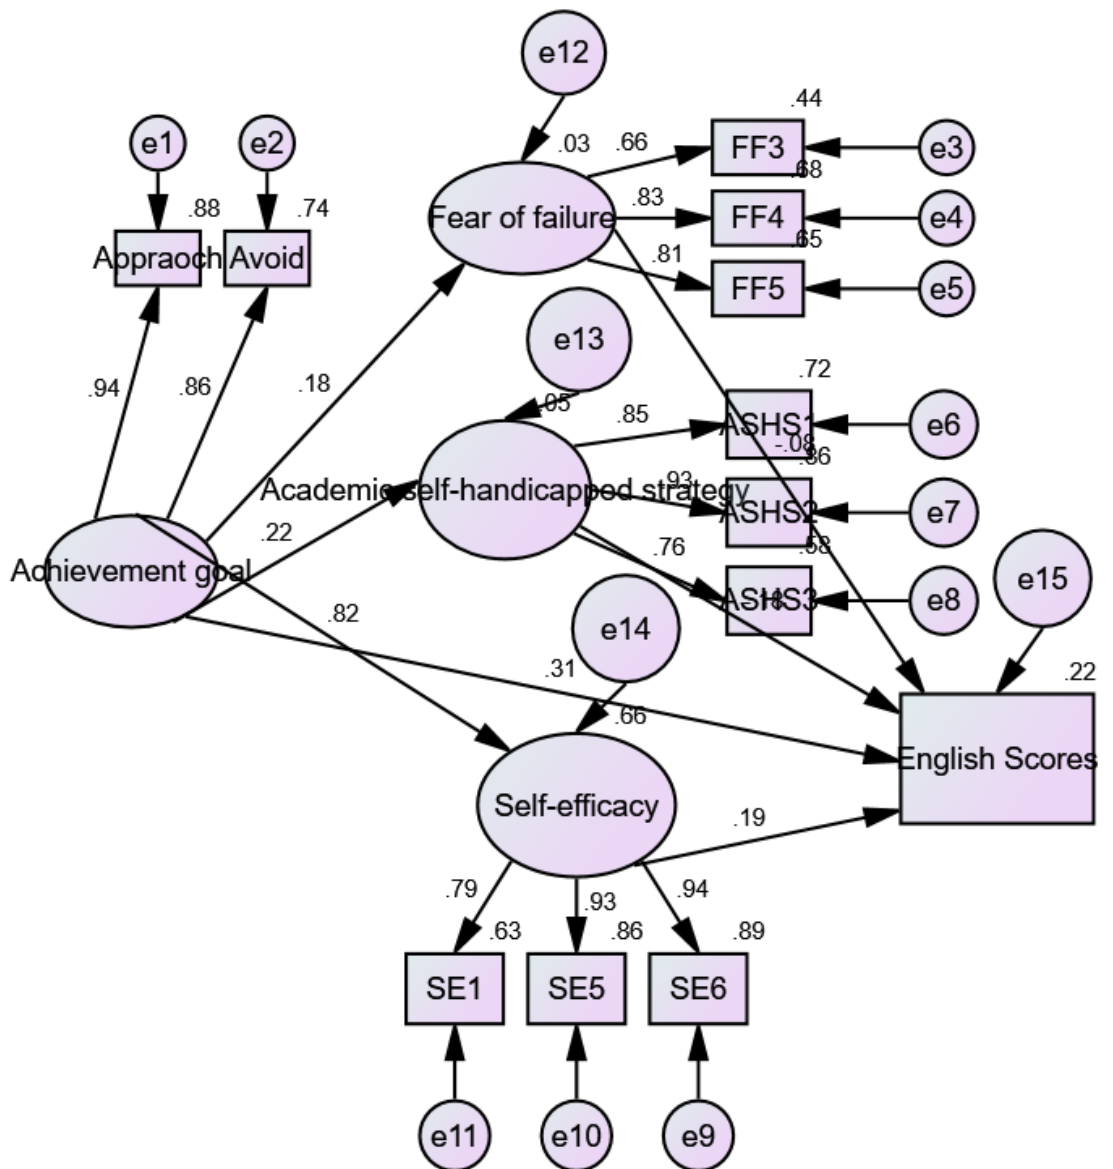 e12
.44
e1
e2
.03
.66
FF3
e3
.68
.88
.74
.83
FF4
e4
Fear of failure
.65
Appraoch
Avoid
.81
FF5
e5
e13
.72
.94
.86
.18
.05
.85
ASHS1
e6
-.08
.86
Academic self-handicapped strategy
.93
ASHS2
e7
.22
.76
.58
Achievement goal
e15
.82
e14
ASHS3
e8
.31
.22
.66
English Scores
Self-efficacy
.19
.79
.93
.94
.63
.86
.89
SE1
SE5
SE6
e11
e10
e9